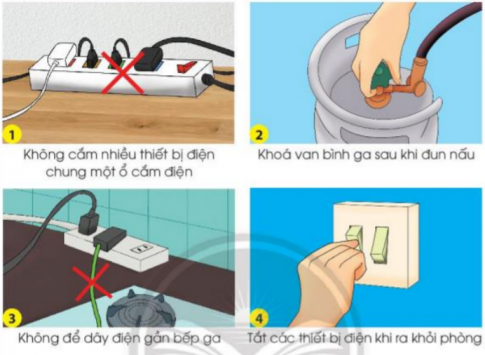 1
Không cắm nhiều thiết bị điện
chung một ổ cắm điện
2
Khoá van bình ga sau khi đun nấu
3
Không để dây điện gần bếp ga
4
Tắt các thiết bị điện khi ra khỏi phòng